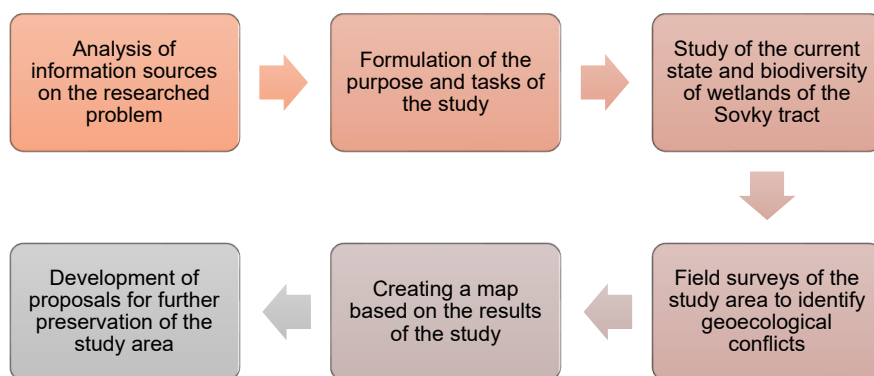 Analysis of
information sources
on the researched
problem
Formulation of the
purpose and tasks of
the study
Study of the current
state and biodiversity
of wetlands of the
Sovky tract
Field surveys of the
study area to identify
geoecological
conflicts
Creating a map
based on the results
of the study
Development of
proposals for further
preservation of the
study area